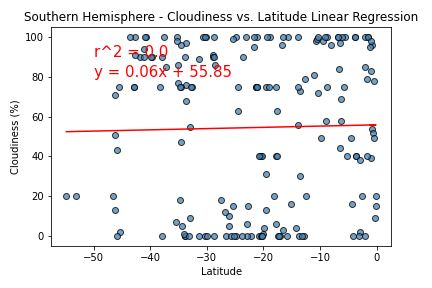 Southern Hemisphere - Cloudiness vs. Latitude Linear Regression
100
80
60
40
20
0
Cloudiness (%)
r^2 = 0.0
y = 0.06x + 55.85
−50
−40
−30
−20
−10
0
Latitude